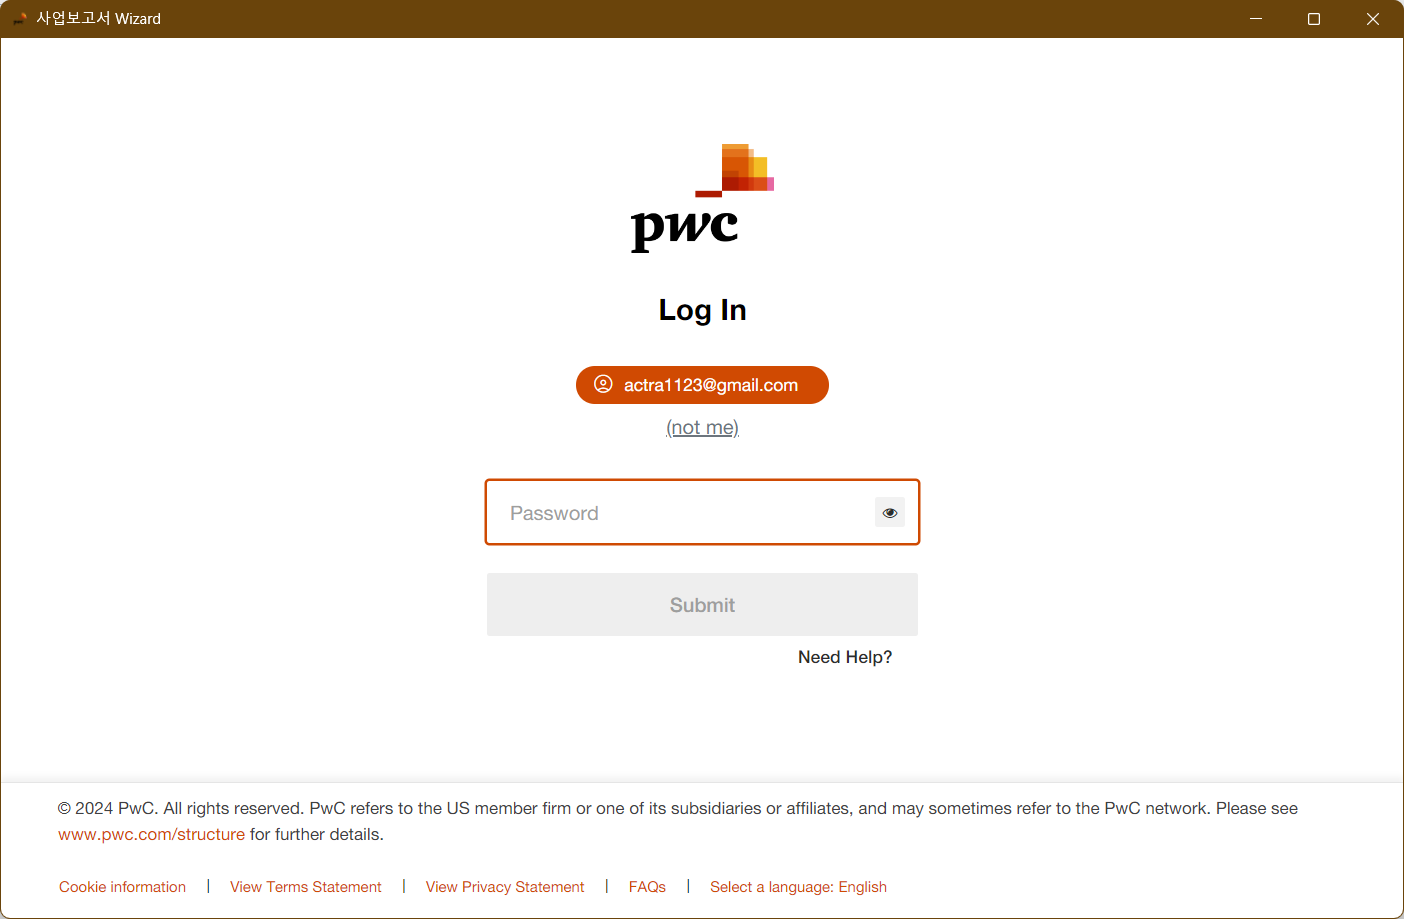 사업보고서 Wizard
pwc
Log In
actra1123@gmail.com
(not me)
Password
Submit
Need Help?
© 2024 PwC. All rights reserved. PwC refers to the US member firm or one of its subsidiaries or affiliates, and may sometimes refer to the PwC network. Please see
www.pwc.com/structure for further details.
Cookie information | View Terms Statement | View Privacy Statement | FAQs | Select a language: English